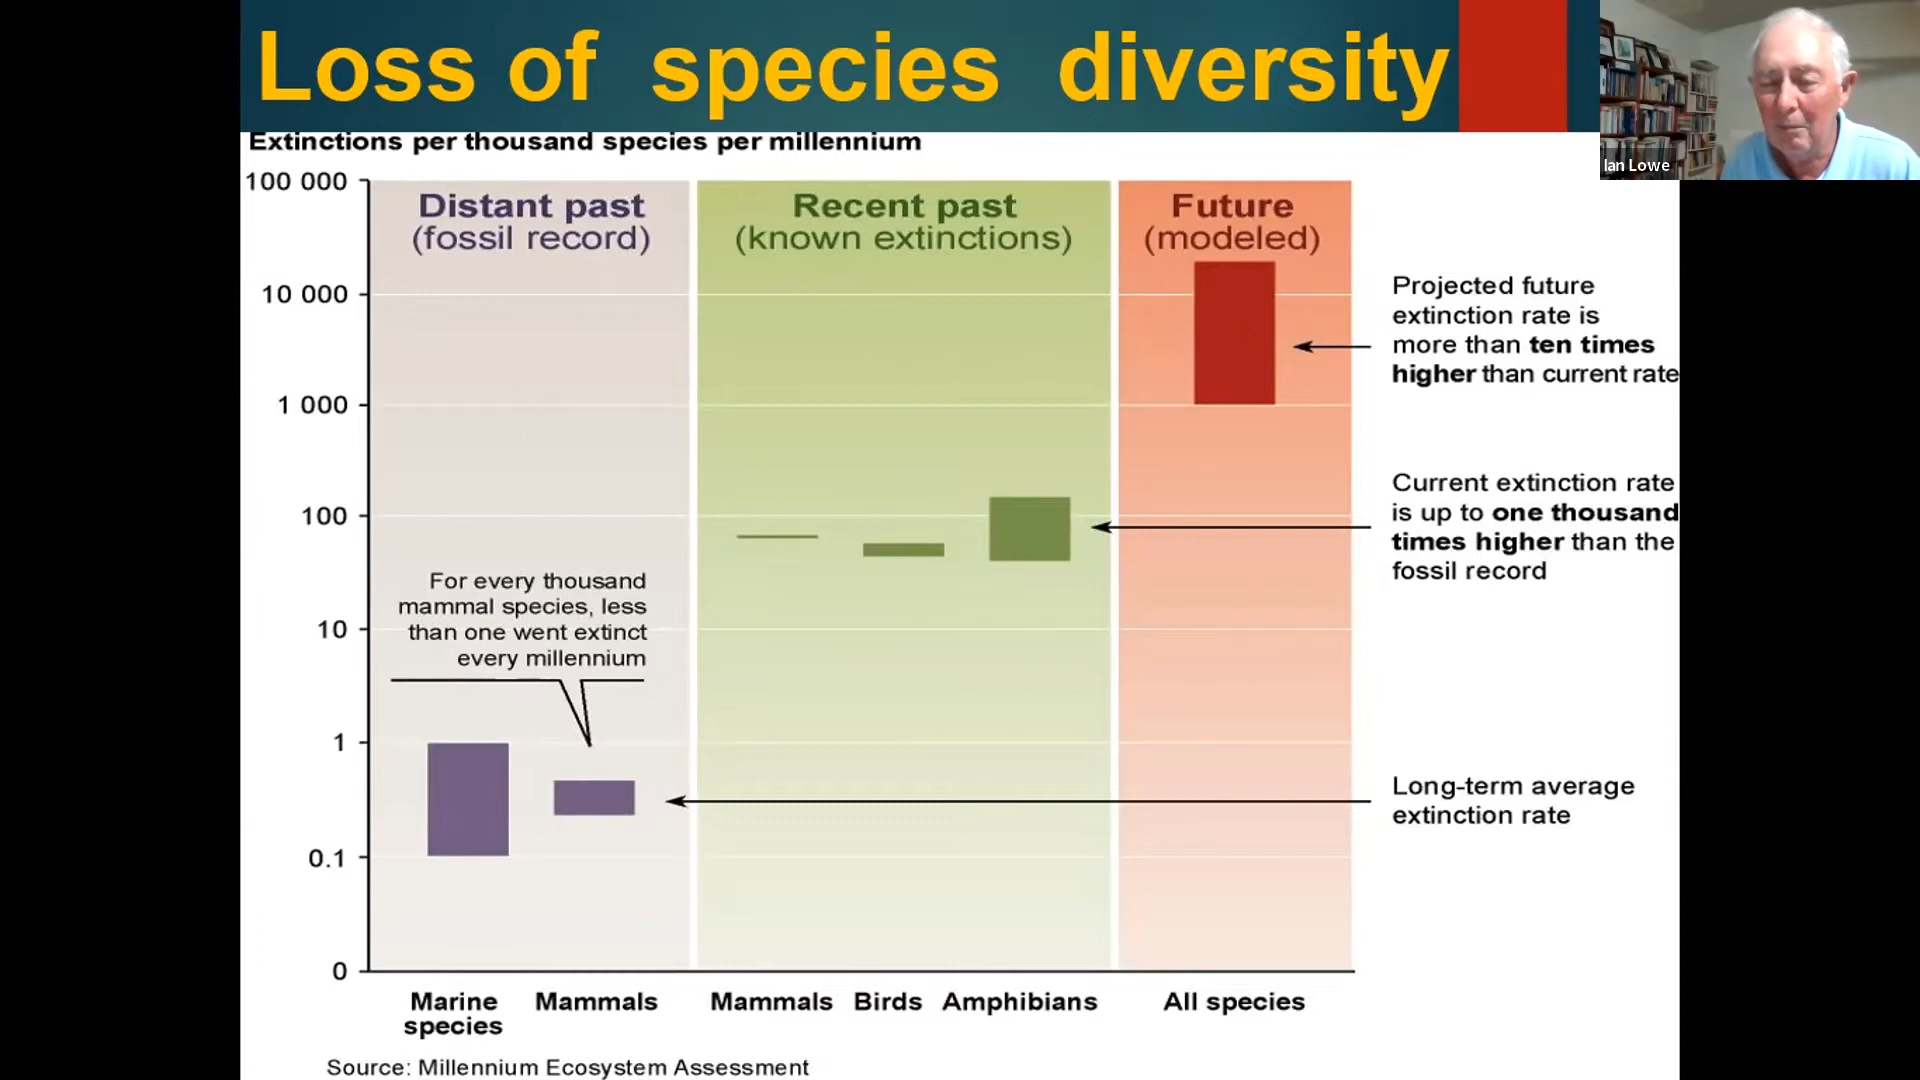 Loss of species diversity
Ian Lowe
Extinctions per thousand species per millennium
100 000
10 000
1 000
100
10
1
0.1
0
Distant past
(fossil record)
Recent past
(known extinctions)
Future
(modeled)
For every thousand
mammal species, less
than one went extinct
every millennium
Projected future
extinction rate is
more than ten times
higher than current rate
Current extinction rate
is up to one thousand
times higher than the
fossil record
Long-term average
extinction rate
Marine
species
Mammals
Mammals
Birds
Amphibians
All species
Source: Millennium Ecosystem Assessment